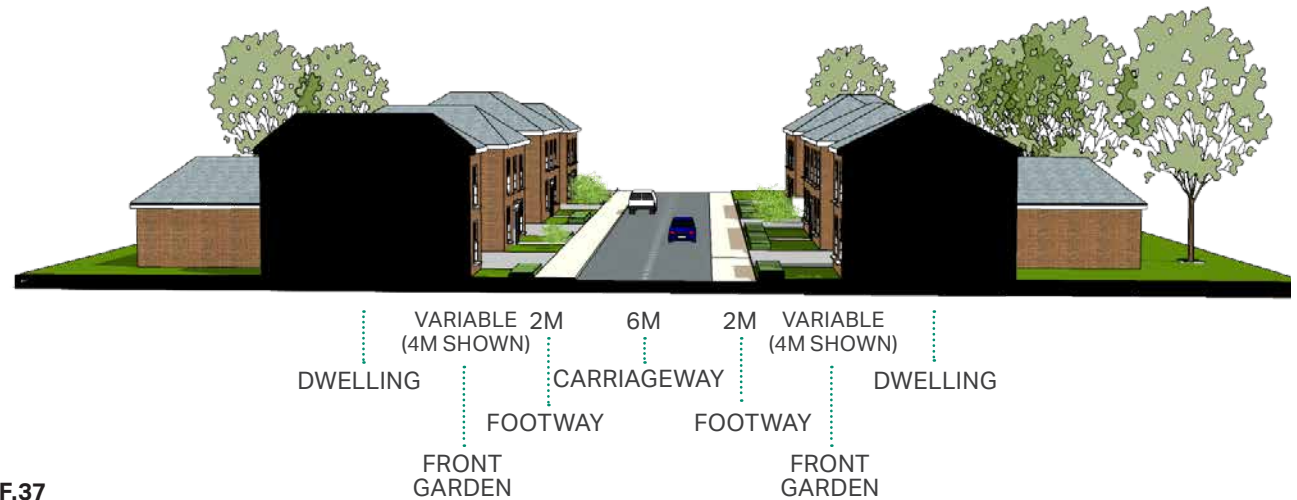 VARIABLE 2M 6M 2M VARIABLE
(4M SHOWN) (4M SHOWN)
DWELLING CARRIAGEWAY DWELLING
FOOTWAY FOOTWAY
FRONT FRONT
GARDEN GARDEN
F.37